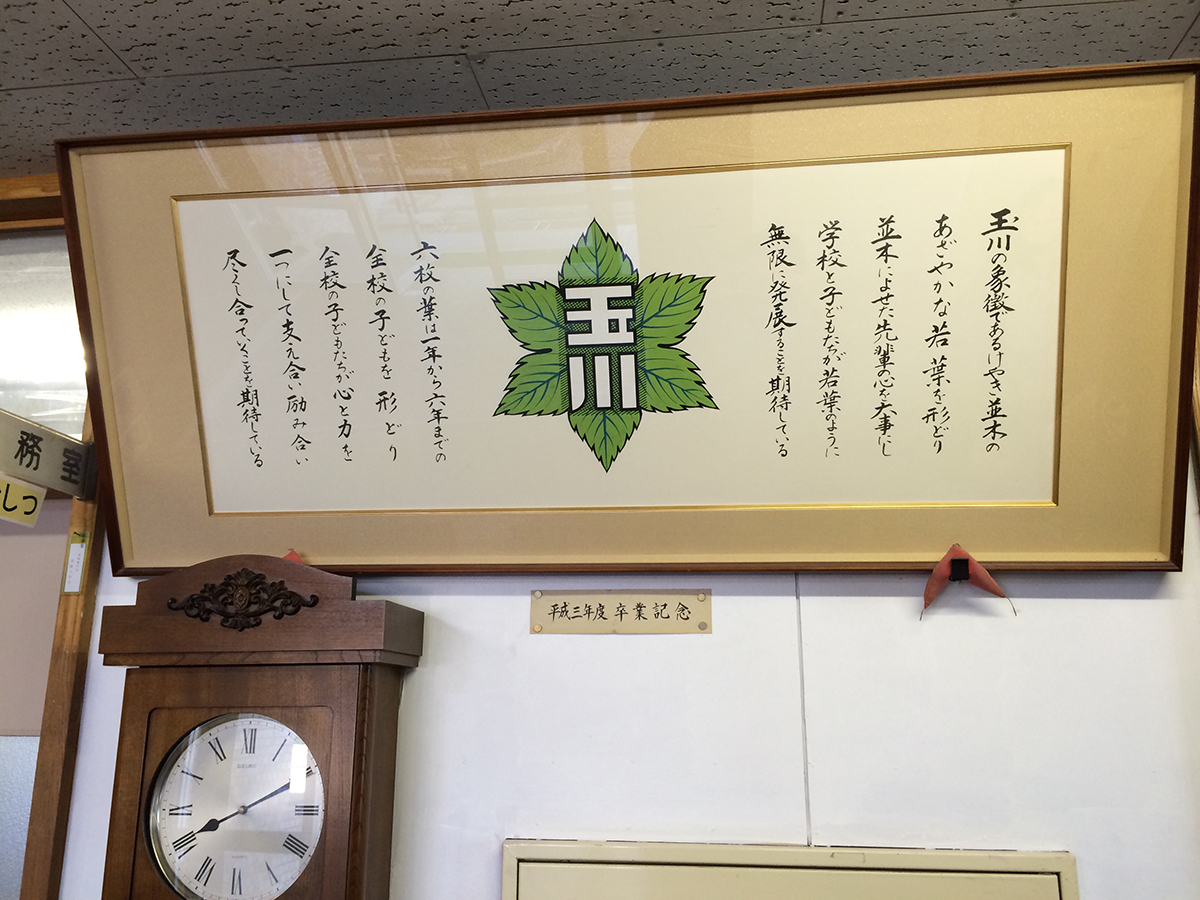 玉川の象徴であるけやき並木の
あざやかな若葉を形どり
並木によせた先輩の心を大事にし
学校と子どもたちが若葉のように
無限に発展することを期待している
玉川
六枚の葉は一年から六年までの
全校の子どもを形どり
全校の子どもたちが心と力を
一つにして支え合い励み合い
尽くし合っていくことを期待している
平成三年度 卒業記念
務室
しつ
XII